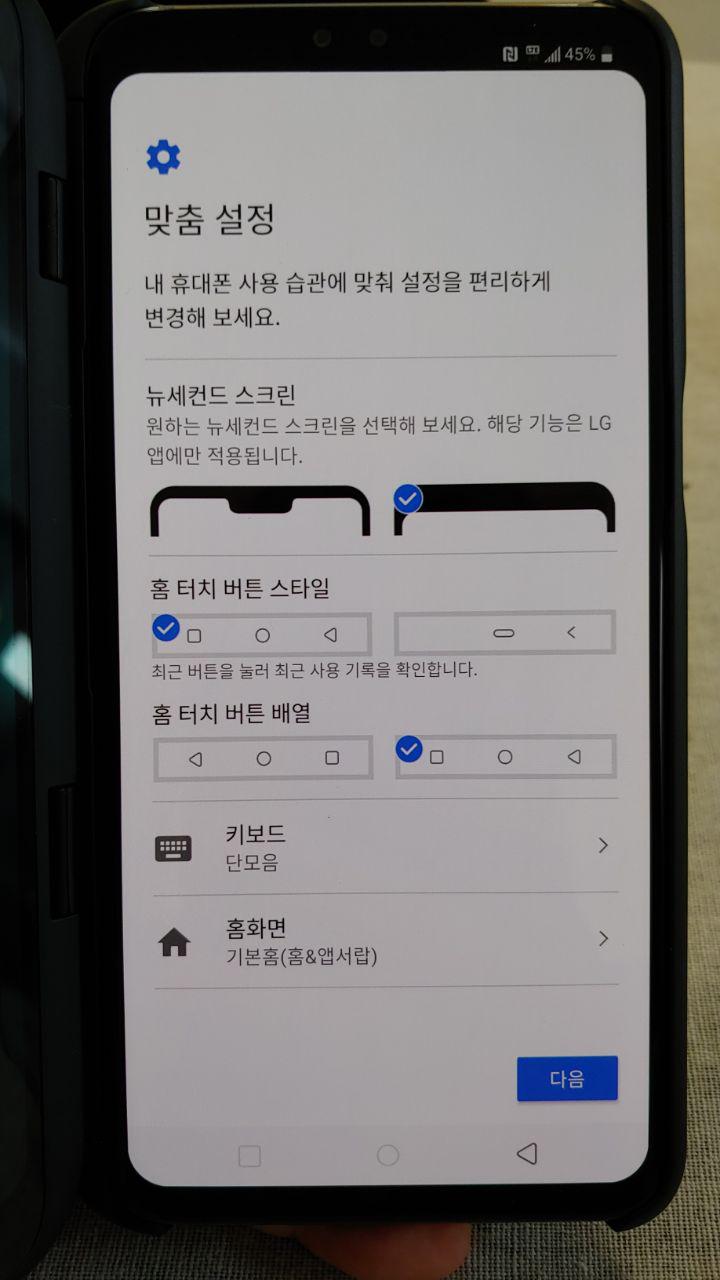 LTE 45%
맞춤 설정
내 휴대폰 사용 습관에 맞춰 설정을 편리하게
변경해 보세요.
뉴세컨드 스크린
원하는 뉴세컨드 스크린을 선택해 보세요. 해당 기능은 LG
앱에만 적용됩니다.
홈 터치 버튼 스타일
최근 버튼을 눌러 최근 사용 기록을 확인합니다.
홈 터치 버튼 배열
키보드
단모음
홈화면
기본홈(홈&앱서랍)
다음